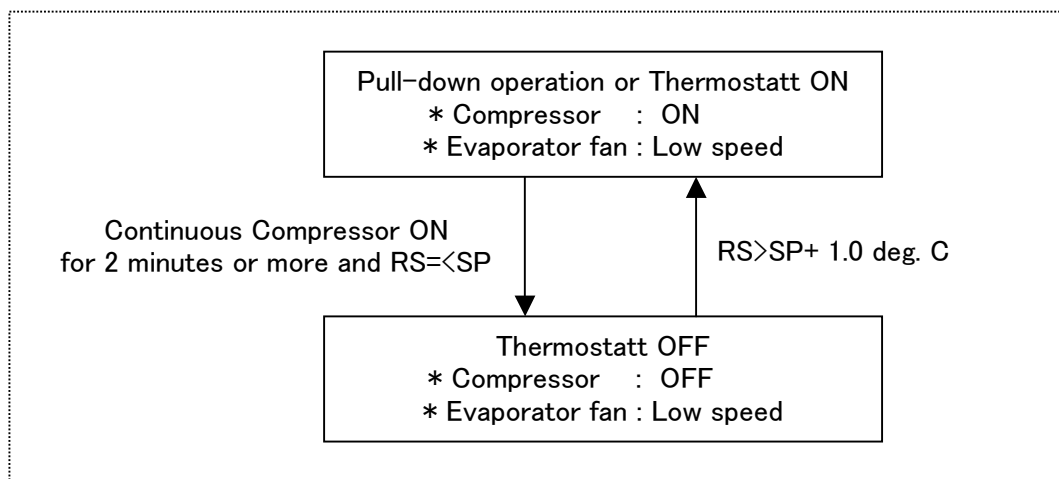 Pull-down operation or Thermostatt ON
* Compressor : ON
* Evaporator fan : Low speed
Continuous Compressor ON
for 2 minutes or more and RS=<SP
RS>SP+ 1.0 deg. C
Thermostatt OFF
* Compressor : OFF
* Evaporator fan : Low speed